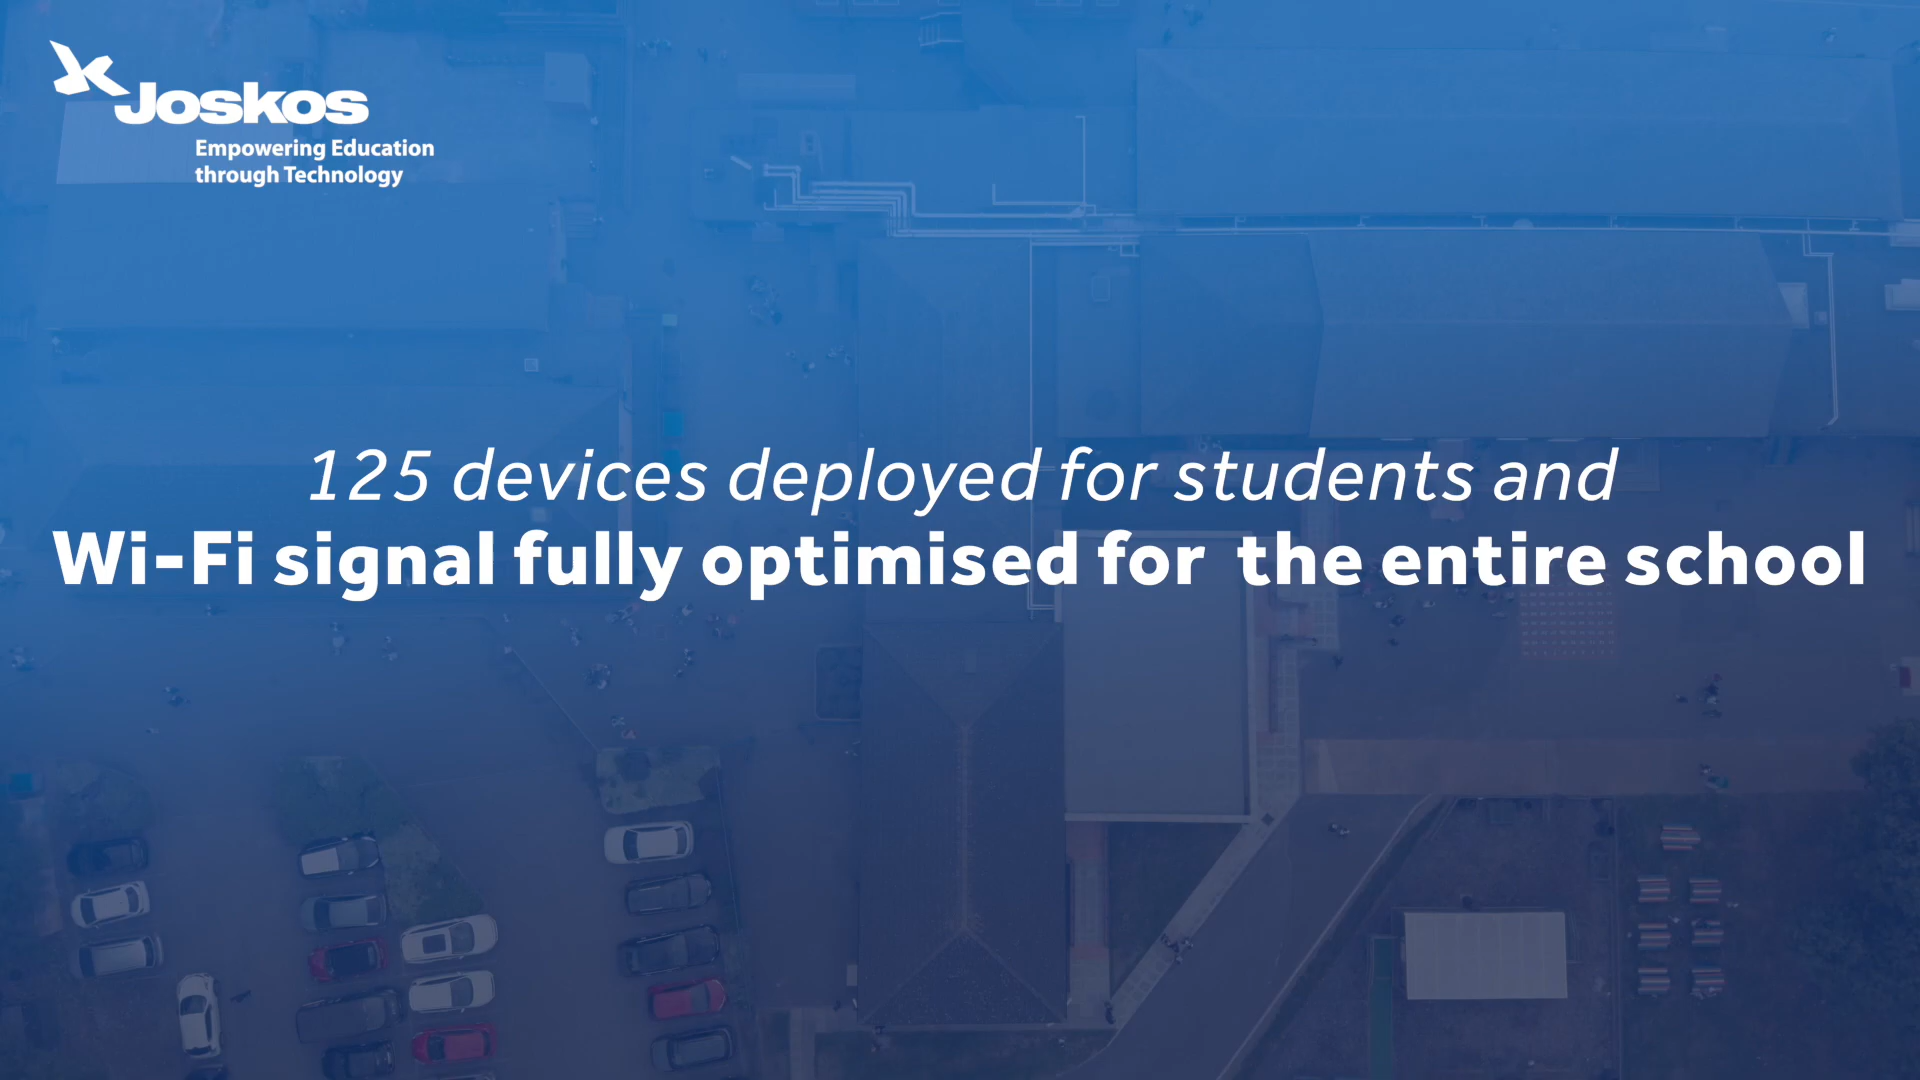 Joskos
Empowering Education
through Technology
125 devices deployed for students and
Wi-Fi signal fully optimised for the entire school